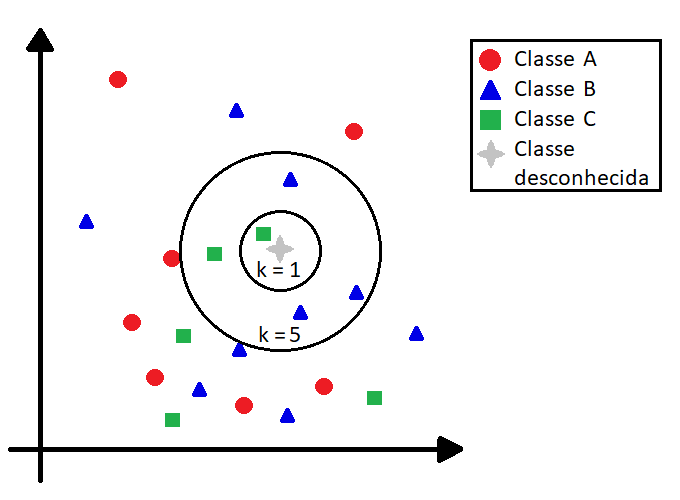 Classe A
Classe B
Classe C
Classe
desconhecida
k = 1
k = 5